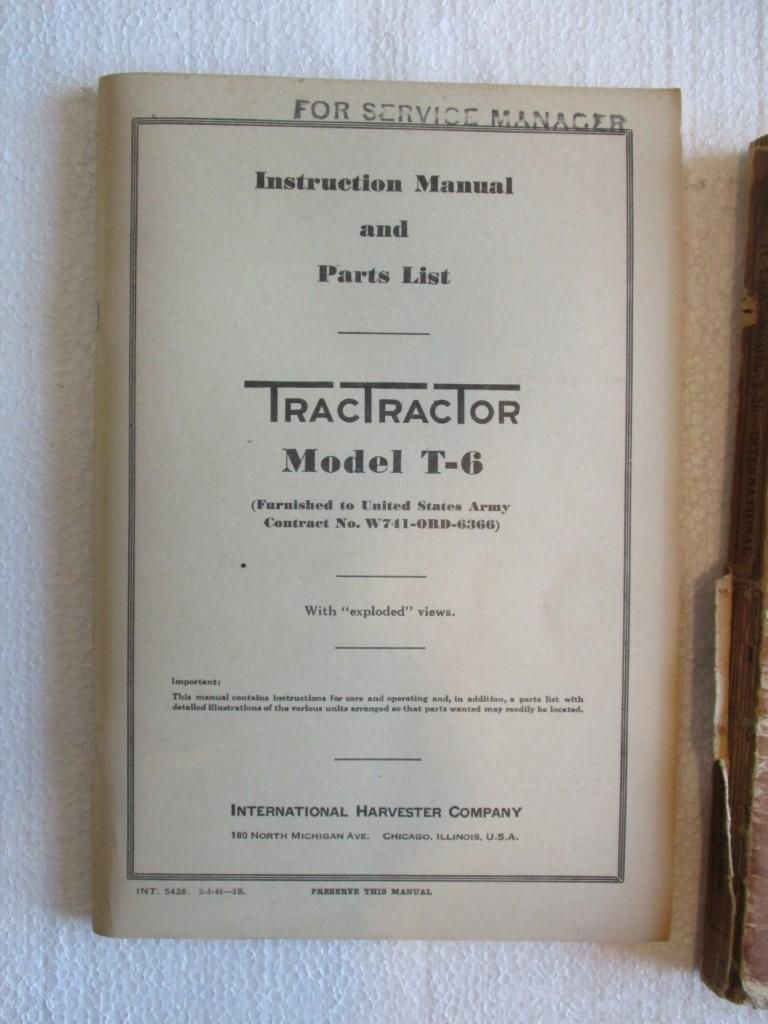 FOR SERVICE MANAGER
Instruction Manual
and
Parts List
TRACTRACTOR
Model T-6
(Furnished to United States Army
Contract No. W741-ORD-6366)
With "exploded" views.
Important:
This manual contains instructions for care and operating and, in addition, a parts list with
detailed illustrations of the various units arranged so that parts wanted may readily be located.
INTERNATIONAL HARVESTER COMPANY
180 NORTH MICHIGAN AVE. CHICAGO, ILLINOIS, U.S.A.
INT. 5428. 2-3-41—2B. PRESERVE THIS MANUAL
INTERNATIONAL